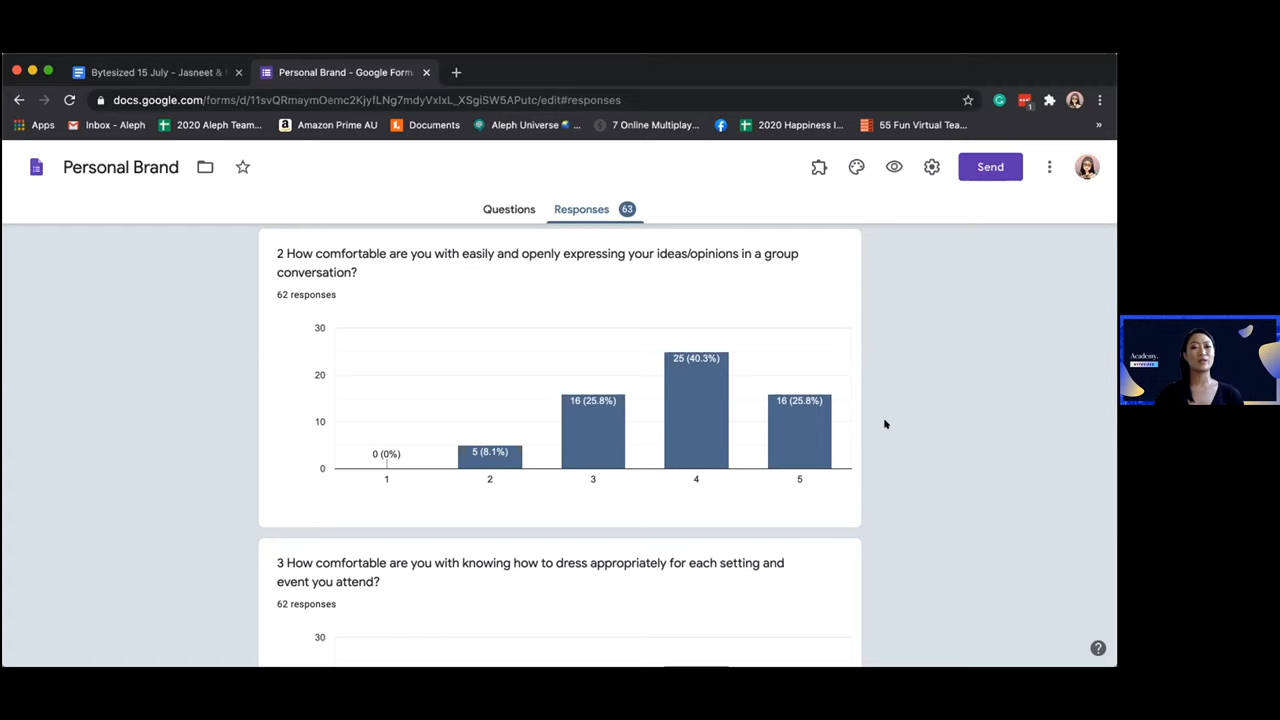 Bytesized 15 July - Jasneet &
Personal Brand - Google Form
docs.google.com/forms/d/11svQRmaymOemc2KjyfLNg7mdyVxlxL_XSgiSW5APutc/edit#responses
Apps
Inbox - Aleph
2020 Aleph Team...
Amazon Prime AU
Documents
Aleph Universe
7 Online Multiplay...
2020 Happiness I...
55 Fun Virtual Tea...
»
Personal Brand
Send
Questions
Responses 63
2 How comfortable are you with easily and openly expressing your ideas/opinions in a group
conversation?
62 responses
30
20
10
0
0 (0%)
5 (8.1%)
16 (25.8%)
25 (40.3%)
16 (25.8%)
1 2 3 4 5
3 How comfortable are you with knowing how to dress appropriately for each setting and
event you attend?
62 responses
30
Academy.
BYTESIZED